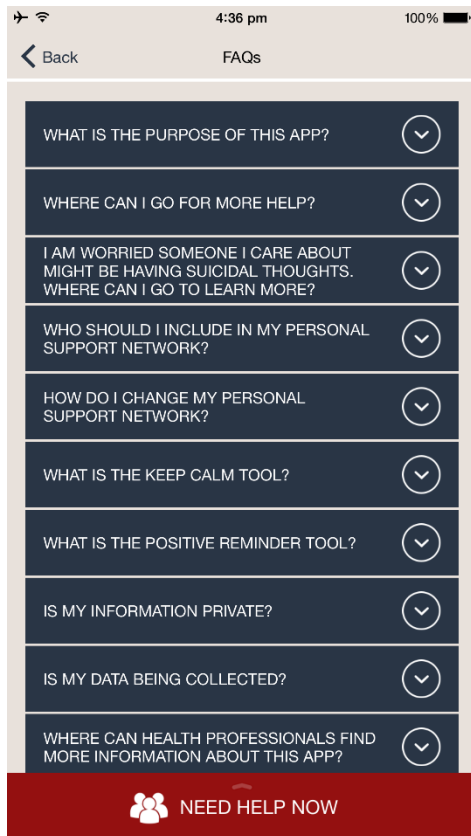 4:36 pm
100%
Back
FAQs
WHAT IS THE PURPOSE OF THIS APP?
WHERE CAN I GO FOR MORE HELP?
I AM WORRIED SOMEONE I CARE ABOUT
MIGHT BE HAVING SUICIDAL THOUGHTS.
WHERE CAN I GO TO LEARN MORE?
WHO SHOULD I INCLUDE IN MY PERSONAL
SUPPORT NETWORK?
HOW DO I CHANGE MY PERSONAL
SUPPORT NETWORK?
WHAT IS THE KEEP CALM TOOL?
WHAT IS THE POSITIVE REMINDER TOOL?
IS MY INFORMATION PRIVATE?
IS MY DATA BEING COLLECTED?
WHERE CAN HEALTH PROFESSIONALS FIND
MORE INFORMATION ABOUT THIS APP?
NEED HELP NOW